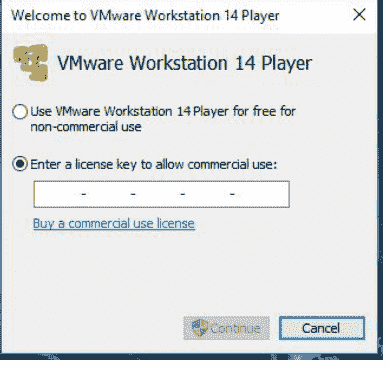 Welcome to VMware Workstation 14 Player
VMware Workstation 14 Player
Use VMware Workstation 14 Player for free for
non-commercial use
Enter a license key to allow commercial use:
- - - -
Buy a commercial use license
Continue Cancel